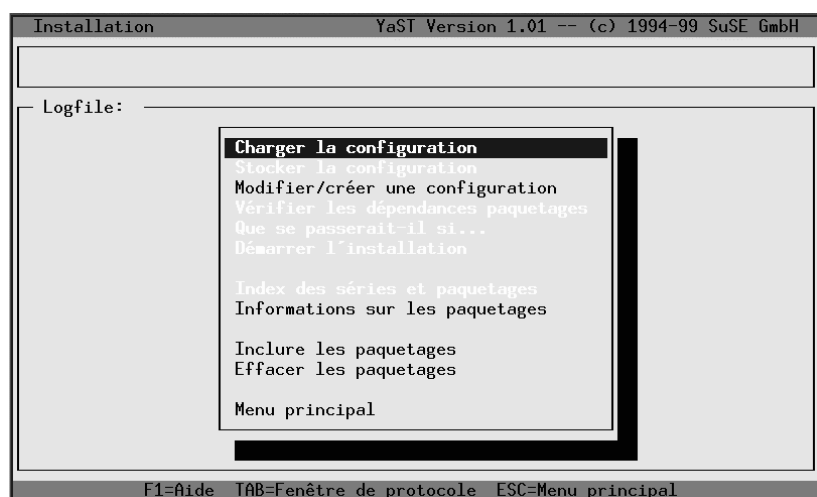 Installation YaST Version 1.01 -- (c) 1994-99 SuSE GmbH
Logfile:
Charger la configuration
Stocker la configuration
Modifier/créer une configuration
Vérifier les dépendances paquetages
Que se passerait-il si...
Démarrer l´installation
Index des séries et paquetages
Informations sur les paquetages
Inclure les paquetages
Effacer les paquetages
Menu principal
F1=Aide TAB=Fenêtre de protocole ESC=Menu principal